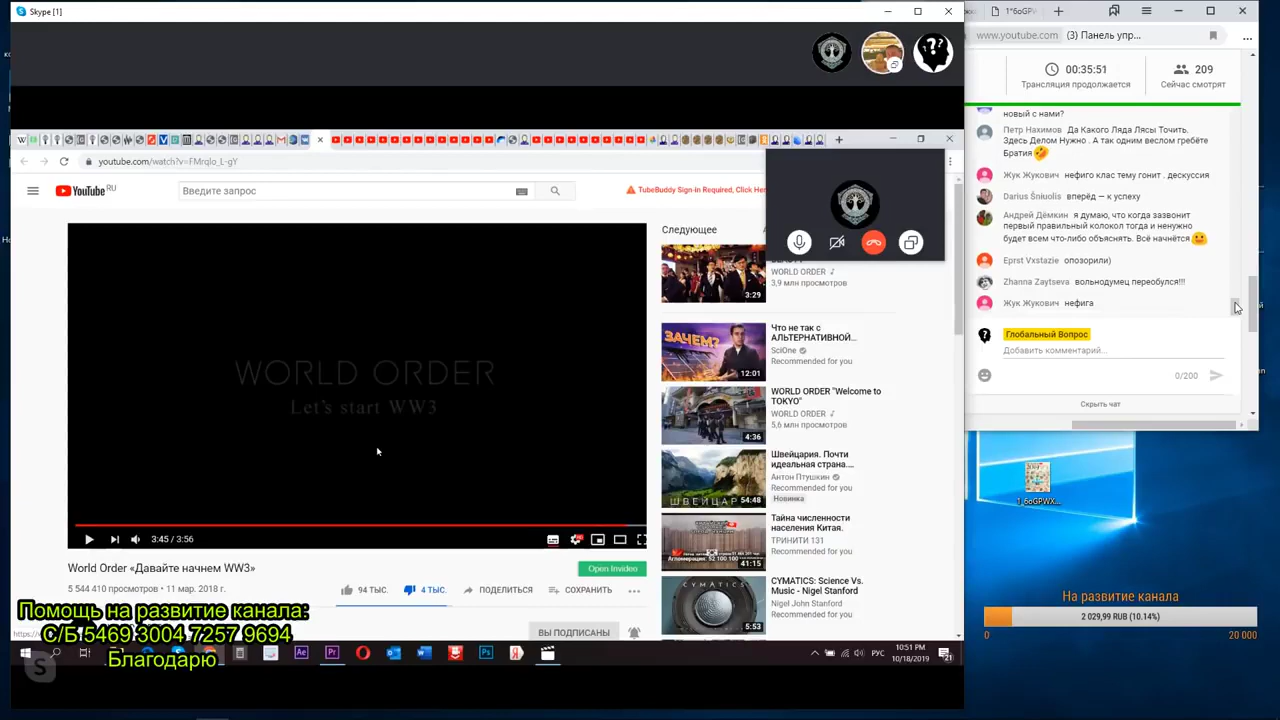 Skype [1]
youtube.com/watch?v=FMrqIo_L-gY
YouTube RU
Введите запрос
TubeBuddy Sign-in Required, Click Here
WORLD ORDER
Let's start WW3
3:45 / 3:56
World Order «Давайте начнем WW3»
Open Invideo
5 544 410 просмотров • 11 мар. 2018 г.
94 ТЫС.
4 ТЫС.
ПОДЕЛИТЬСЯ
СОХРАНИТЬ
ВЫ ПОДПИСАНЫ
Помощь на развитие канала:
С/Б 5469 3004 7257 9694
Благодарю
Следующее
WORLD ORDER
3,9 млн просмотров
3:29
ЗАЧЕМ?
12:01
Что не так с
АЛЬТЕРНАТИВНОЙ...
SciOne
Recommended for you
4:36
WORLD ORDER "Welcome to
TOKYO"
WORLD ORDER
5,6 млн просмотров
ШВЕЙЦАР
54:48
Швейцария. Почти
идеальная страна....
Антон Птушкин
Recommended for you
Новинка
41:15
Тайна численности
населения Китая.
ТРИНИТИ 131
Recommended for you
CYMATICS
5:53
CYMATICS: Science Vs.
Music - Nigel Stanford
Nigel John Stanford
Recommended for you
РУС
10:51 PM
10/18/2019
21
1*6oGPW
www.youtube.com
(3) Панель упр...
00:35:51
Трансляция продолжается
209
Сейчас смотрят
новый с нами?
Петр Нахимов Да Какого Ляда Лясы Точить.
Здесь Делом Нужно . А так одним веслом гребёте
Братия
Жук Жукович нефиго клас тему гонит . дескуссия
Darius Šniuolis вперёд — к успеху
Андрей Дёмкин я думаю, что когда зазвонит
первый правильный колокол тогда и ненужно
будет всем что-либо объяснять. Всё начнётся
Eprst Vxstazie опозорили)
Zhanna Zaytseva вольнодумец переобулся!!!
Жук Жукович нефига
Глобальный Вопрос
Добавить комментарий...
0/200
Скрыть чат
1_6oGPWX...
На развитие канала
2 029,99 RUB (10.14%)
0
20 000